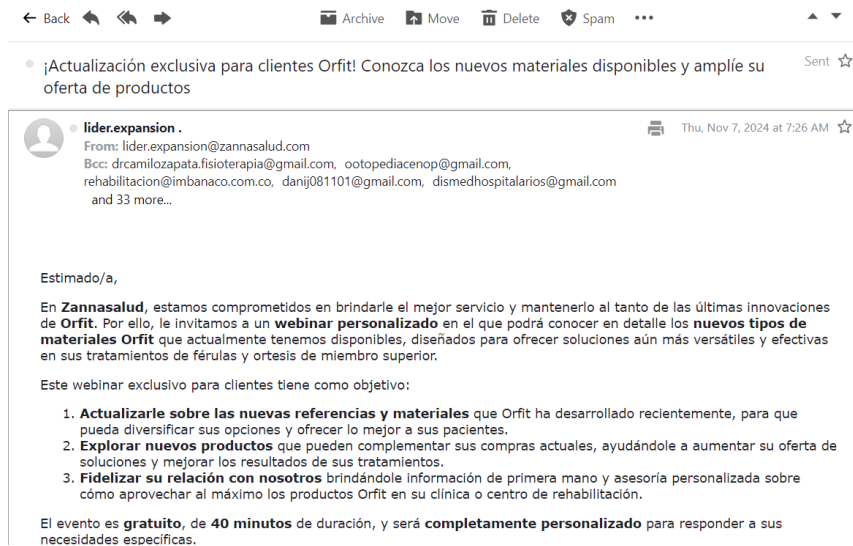 Back Archive Move Delete Spam
¡Actualización exclusiva para clientes Orfit! Conozca los nuevos materiales disponibles y amplíe su
oferta de productos
Sent
lider.expansion .
Thu, Nov 7, 2024 at 7:26 AM
From: lider.expansion@zannasalud.com
Bcc: drcamilozapata.fisioterapia@gmail.com, ootopediacenop@gmail.com,
rehabilitacion@imbanaco.com.co, danij081101@gmail.com, dismedhospitalarios@gmail.com
and 33 more...
Estimado/a,
En Zannasalud, estamos comprometidos en brindarle el mejor servicio y mantenerlo al tanto de las últimas innovaciones
de Orfit. Por ello, le invitamos a un webinar personalizado en el que podrá conocer en detalle los nuevos tipos de
materiales Orfit que actualmente tenemos disponibles, diseñados para ofrecer soluciones aún más versátiles y efectivas
en sus tratamientos de férulas y ortesis de miembro superior.
Este webinar exclusivo para clientes tiene como objetivo:
1. Actualizarle sobre las nuevas referencias y materiales que Orfit ha desarrollado recientemente, para que
pueda diversificar sus opciones y ofrecer lo mejor a sus pacientes.
2. Explorar nuevos productos que pueden complementar sus compras actuales, ayudándole a aumentar su oferta de
soluciones y mejorar los resultados de sus tratamientos.
3. Fidelizar su relación con nosotros brindándole información de primera mano y asesoría personalizada sobre
cómo aprovechar al máximo los productos Orfit en su clínica o centro de rehabilitación.
El evento es gratuito, de 40 minutos de duración, y será completamente personalizado para responder a sus
necesidades específicas.